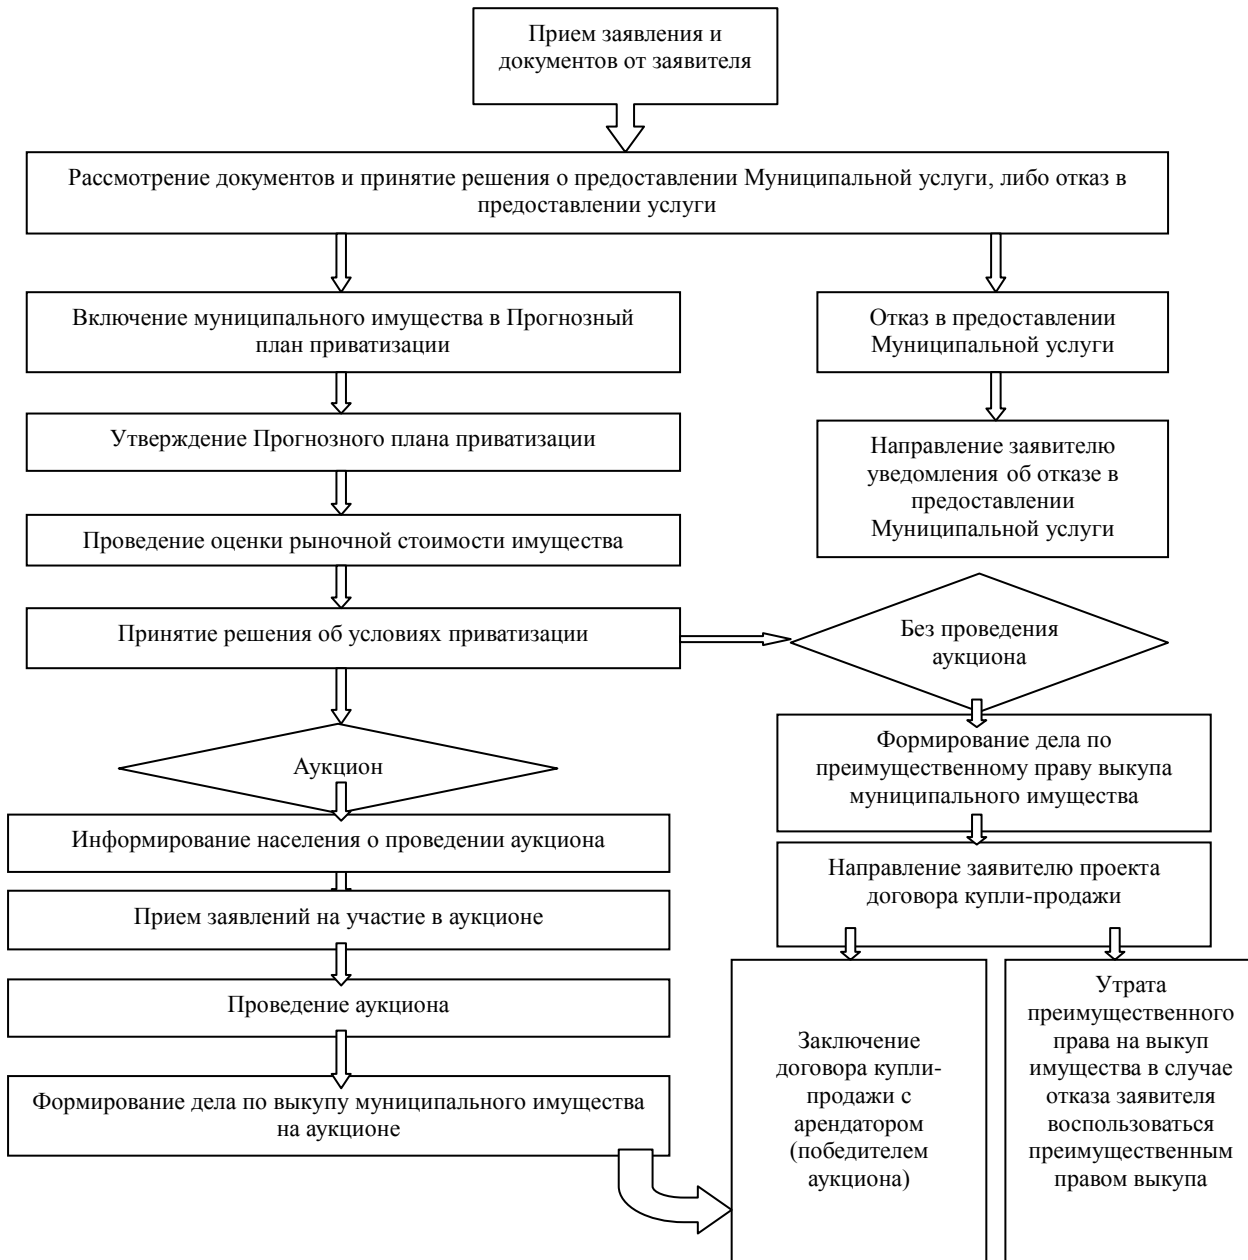 Прием заявления и
документов от заявителя
Рассмотрение документов и принятие решения о предоставлении Муниципальной услуги, либо отказ в
предоставлении услуги
Включение муниципального имущества в Прогнозный
план приватизации
Отказ в предоставлении
Муниципальной услуги
Утверждение Прогнозного плана приватизации
Направление заявителю
уведомления об отказе в
предоставлении
Муниципальной услуги
Проведение оценки рыночной стоимости имущества
Принятие решения об условиях приватизации
Без проведения
аукциона
Аукцион
Формирование дела по
преимущественному праву выкупа
муниципального имущества
Информирование населения о проведении аукциона
Направление заявителю проекта
договора купли-продажи
Прием заявлений на участие в аукционе
Проведение аукциона
Формирование дела по выкупу муниципального имущества
на аукционе
Заключение
договора купли-
продажи с
арендатором
(победителем
аукциона)
Утрата
преимущественного
права на выкуп
имущества в случае
отказа заявителя
воспользоваться
преимущественным
правом выкупа